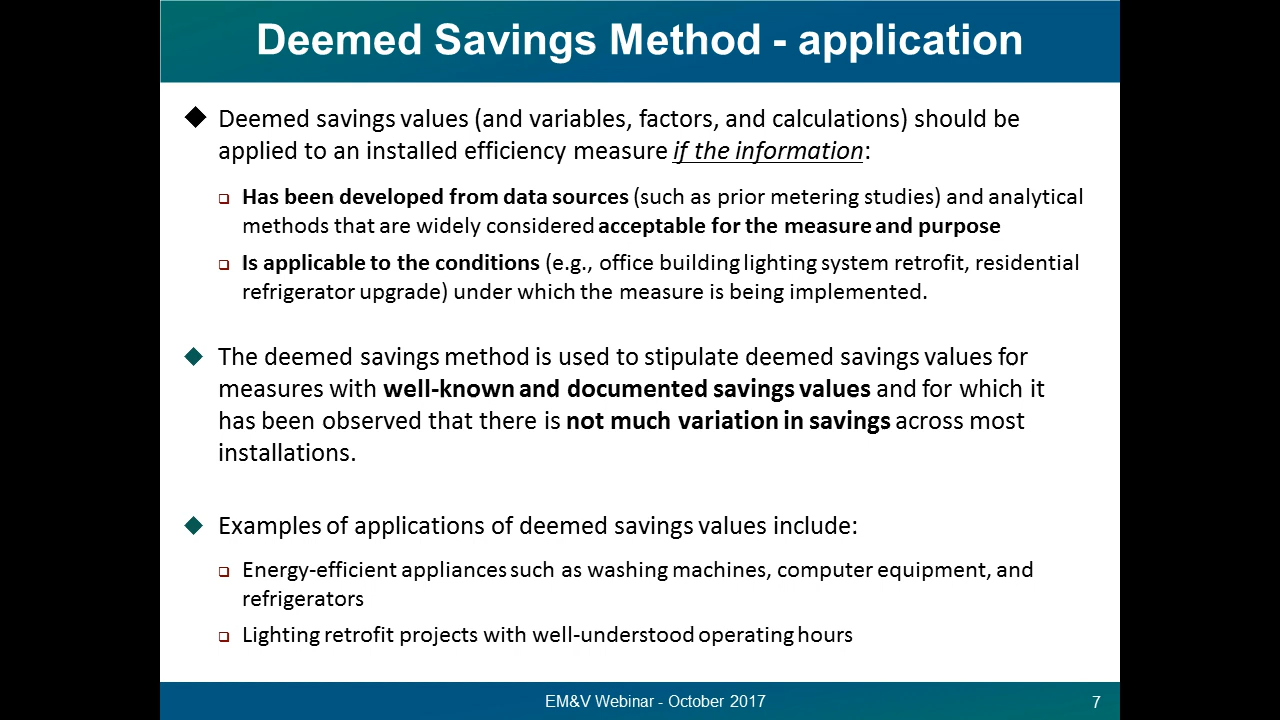 Deemed Savings Method - application
Deemed savings values (and variables, factors, and calculations) should be
applied to an installed efficiency measure if the information:
Has been developed from data sources (such as prior metering studies) and analytical
methods that are widely considered acceptable for the measure and purpose
Is applicable to the conditions (e.g., office building lighting system retrofit, residential
refrigerator upgrade) under which the measure is being implemented.
The deemed savings method is used to stipulate deemed savings values for
measures with well-known and documented savings values and for which it
has been observed that there is not much variation in savings across most
installations.
Examples of applications of deemed savings values include:
Energy-efficient appliances such as washing machines, computer equipment, and
refrigerators
Lighting retrofit projects with well-understood operating hours
EM&V Webinar - October 2017
7